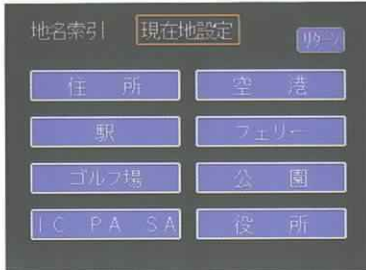 地名索引 現在地設定 リターン
住所 空港
駅 フェリー
ゴルフ場 公園
IC PA SA 役所